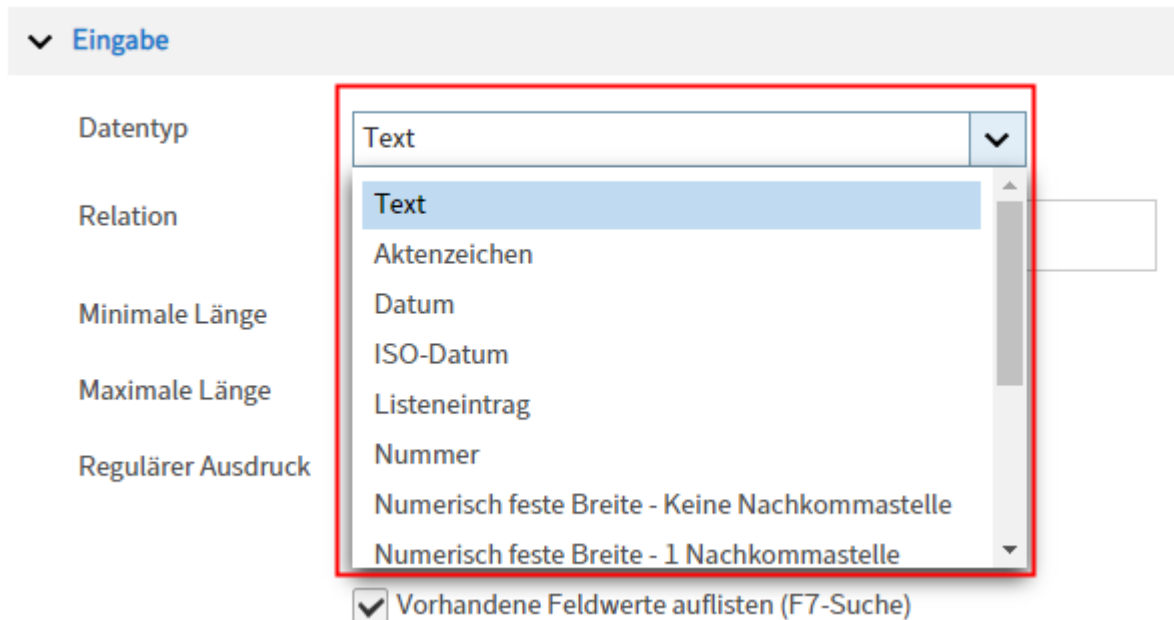 Eingabe
Datentyp
Text
Text
Relation
Aktenzeichen
Datum
Minimale Länge
ISO-Datum
Maximale Länge
Listeneintrag
Nummer
Regulärer Ausdruck
Numerisch feste Breite - Keine Nachkommastelle
Numerisch feste Breite - 1 Nachkommastelle
Vorhandene Feldwerte auflisten (F7-Suche)